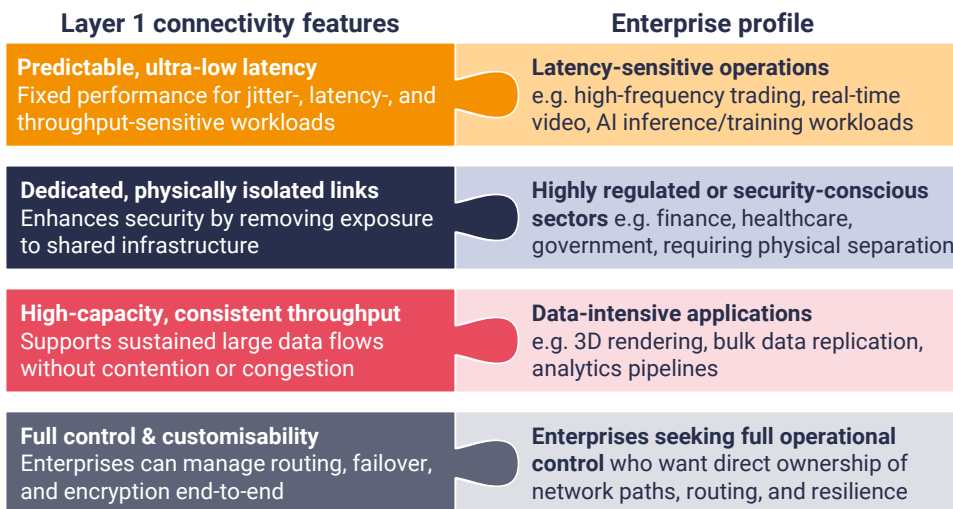 Layer 1 connectivity features
Enterprise profile
Predictable, ultra-low latency
Fixed performance for jitter-, latency-, and
throughput-sensitive workloads
Latency-sensitive operations
e.g. high-frequency trading, real-time
video, AI inference/training workloads
Dedicated, physically isolated links
Enhances security by removing exposure
to shared infrastructure
Highly regulated or security-conscious
sectors e.g. finance, healthcare,
government, requiring physical separation
High-capacity, consistent throughput
Supports sustained large data flows
without contention or congestion
Data-intensive applications
e.g. 3D rendering, bulk data replication,
analytics pipelines
Full control & customisability
Enterprises can manage routing, failover,
and encryption end-to-end
Enterprises seeking full operational
control who want direct ownership of
network paths, routing, and resilience